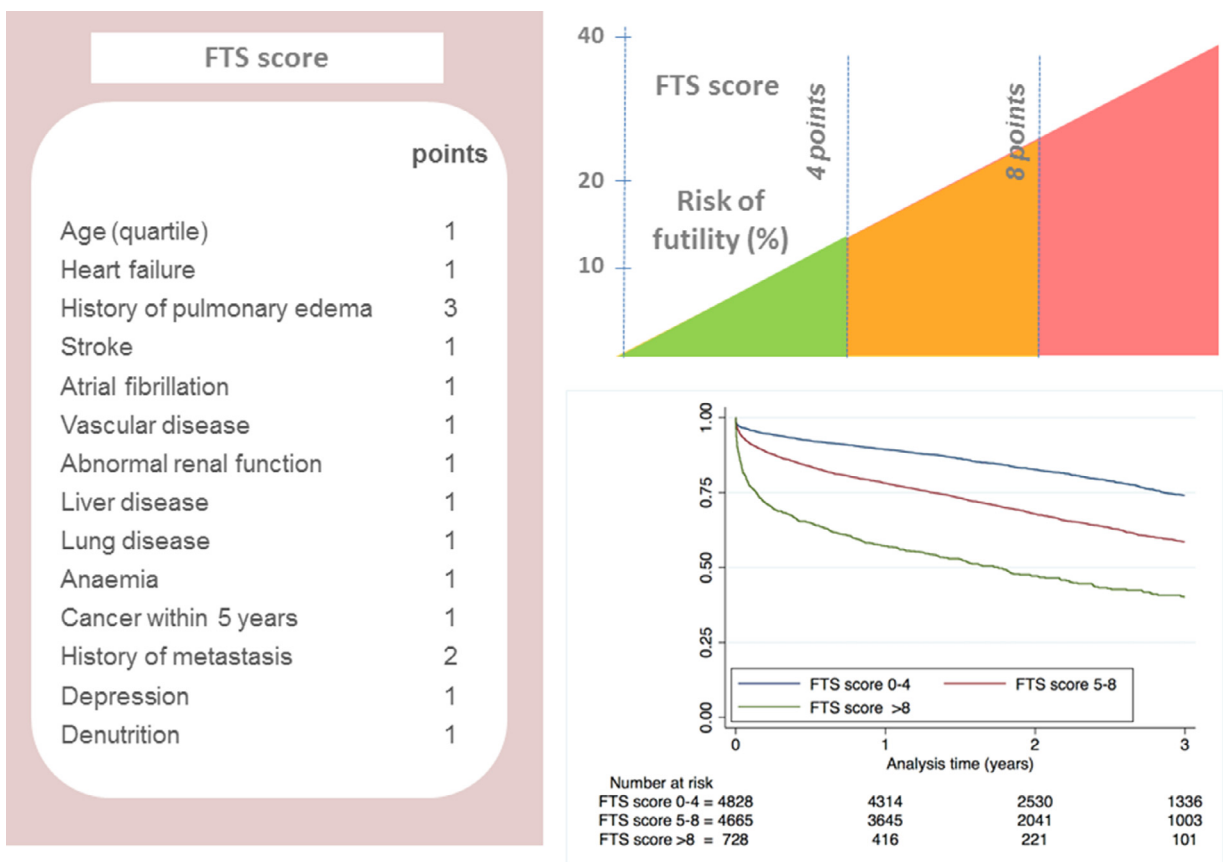 FTS score
points
Age (quartile) 1
Heart failure 1
History of pulmonary edema 3
Stroke 1
Atrial fibrillation 1
Vascular disease 1
Abnormal renal function 1
Liver disease 1
Lung disease 1
Anaemia 1
Cancer within 5 years 1
History of metastasis 2
Depression 1
Denutrition 1
40
20
10
FTS score
Risk of
futility (%)
4 points
8 points
1.00
0.75
0.50
0.25
0.00
FTS score 0-4 FTS score 5-8
FTS score >8
0 1 2 3
Analysis time (years)
Number at risk
FTS score 0-4 = 4828 4314 2530 1336
FTS score 5-8 = 4665 3645 2041 1003
FTS score >8 = 728 416 221 101